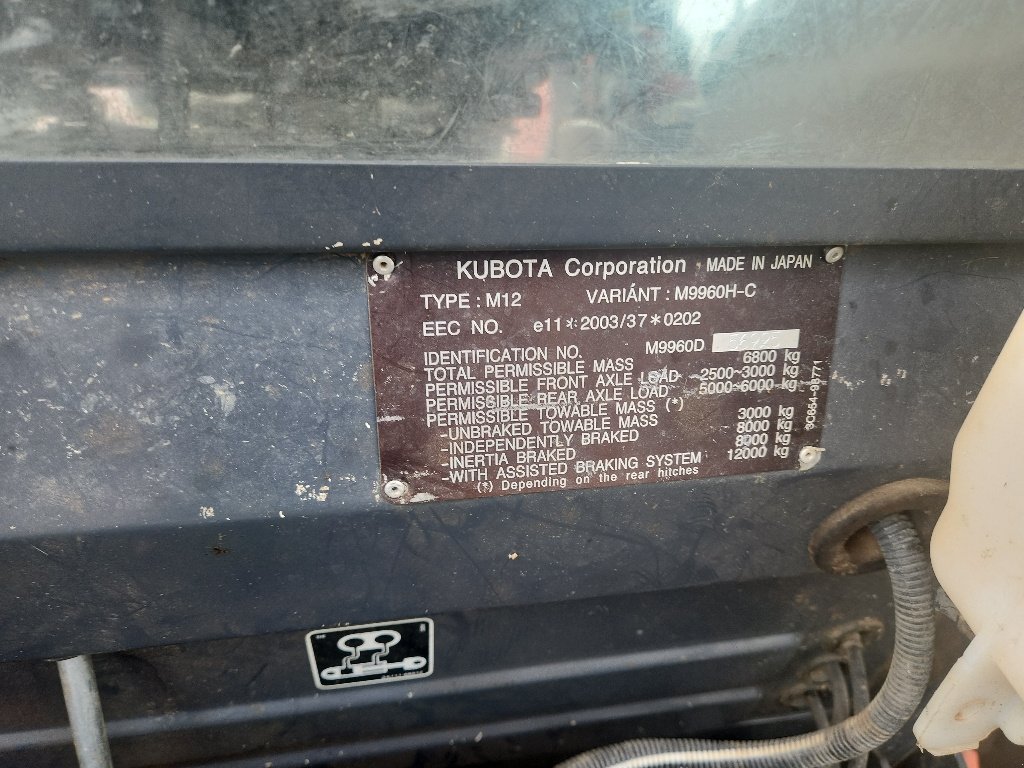 KUBOTA Corporation MADE IN JAPAN
TYPE : M12 VARIÁNT : M9960H-C
EEC NO. e11*2003/37*0202
IDENTIFICATION NO. M9960D
TOTAL PERMISSIBLE MASS 6800 kg
PERMISSIBLE FRONT AXLE LOAD 2500~3000 kg
PERMISSIBLE REAR AXLE LOAD 5000~6000 kg
PERMISSIBLE TOWABLE MASS (*)
-UNBRAKED TOWABLE MASS 3000 kg
-INDEPENDENTLY BRAKED 8000 kg
-INERTIA BRAKED 8000 kg
-WITH ASSISTED BRAKING SYSTEM 12000 kg
(*) Depending on the rear hitches